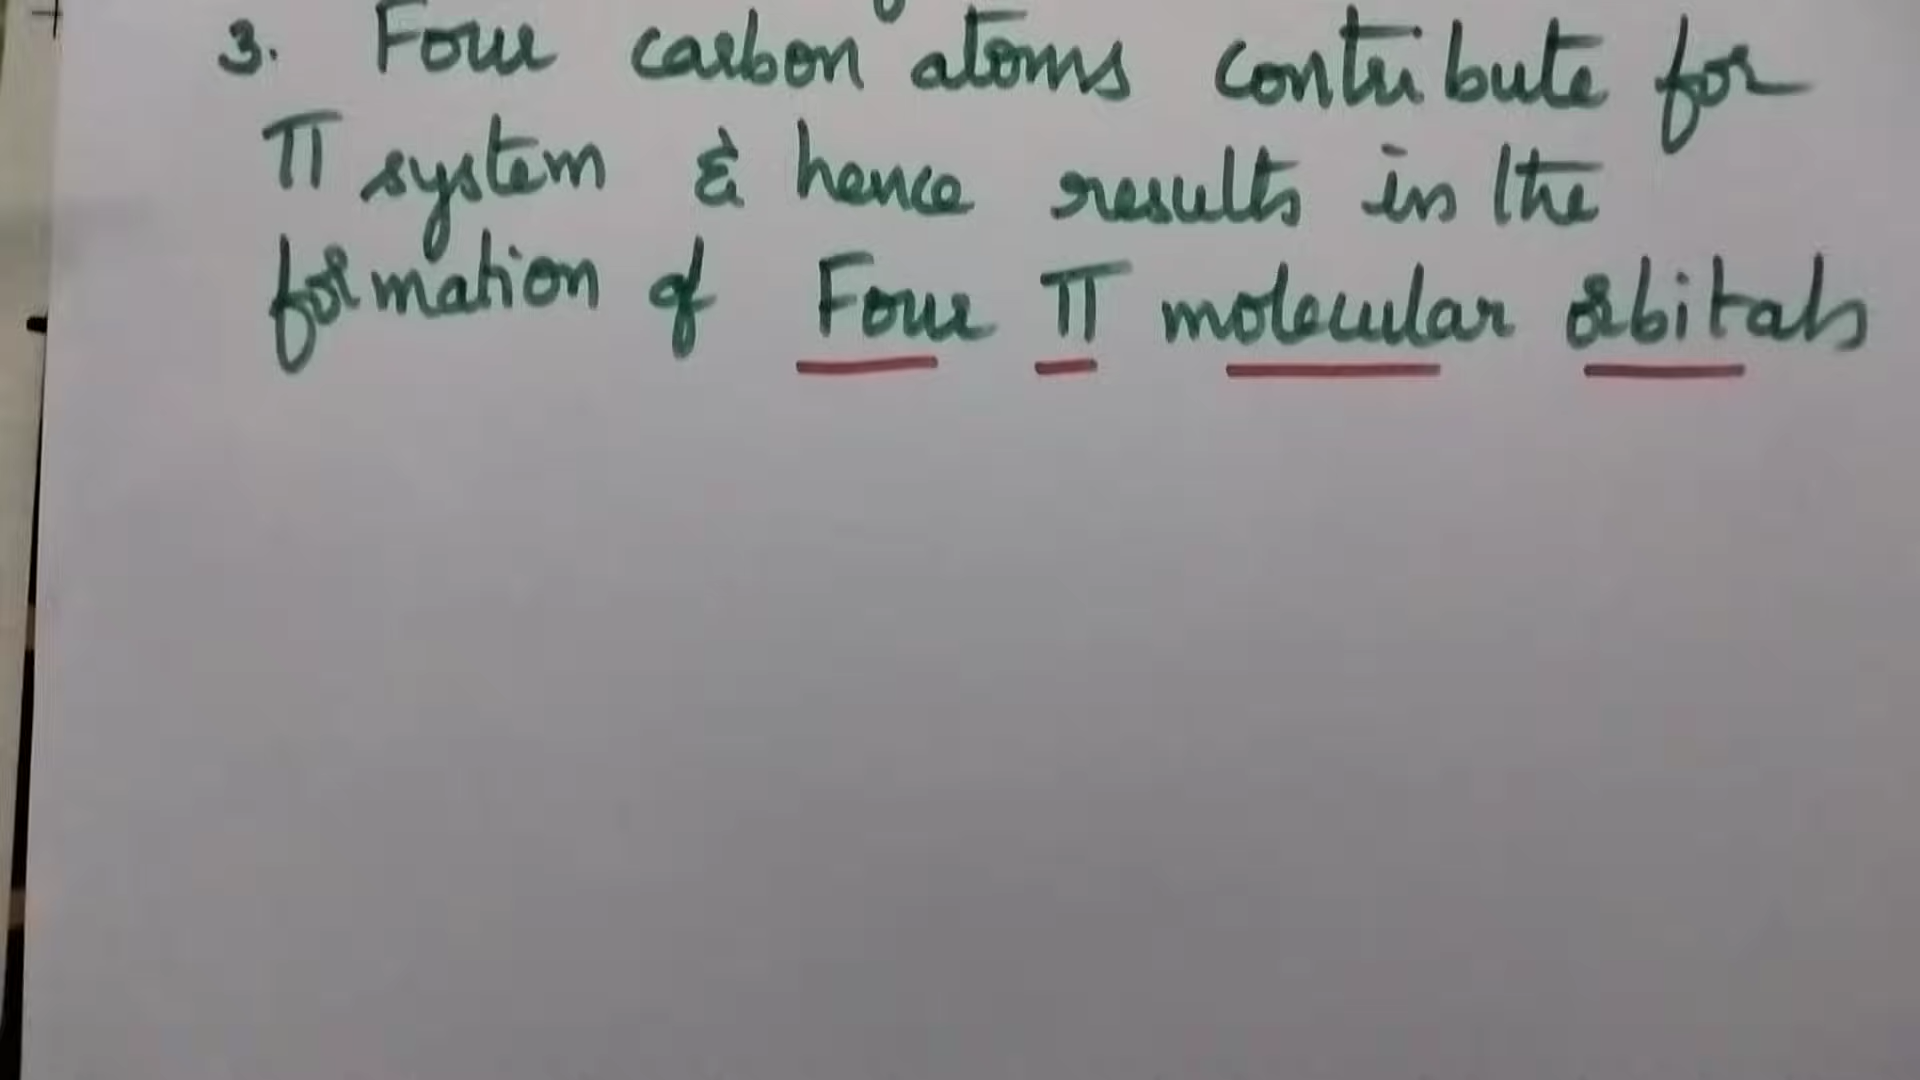 3. Four carbon atoms contribute for
π system & hence results in the
formation of Four π molecular orbitals